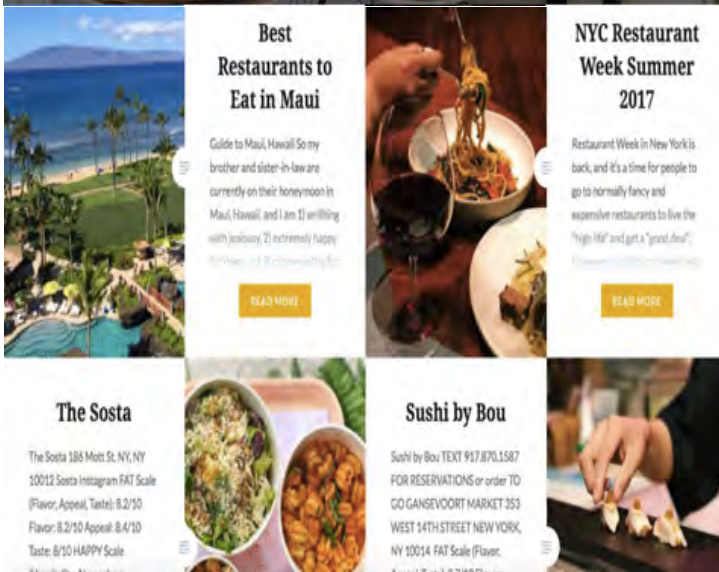 Best
Restaurants to
Eat in Maui
Guide to Maui, Hawaii So my
brother and sister-in-law are
currently on their honeymoon in
Maui, Hawaii, and I am 1) writhing
with jealousy, 2) extremely happy
READ MORE
NYC Restaurant
Week Summer
2017
Restaurant Week in New York is
back, and it's a time for people to
go to normally fancy and
expensive restaurants to live the
"high life" and get a "good deal".
READ MORE
The Sosta
The Sosta 186 Mott St, NY, NY
10012 Sosta Instagram FAT Scale
(Flavor, Appeal, Taste): 8.2/10
Flavor: 8.2/10 Appeal: 8.4/10
Taste: 8/10 HAPPY Scale
Sushi by Bou
Sushi by Bou TEXT 917.870.1587
FOR RESERVATIONS or order TO
GO GANSEVOORT MARKET 353
WEST 14TH STREET NEW YORK,
NY 10014 FAT Scale (Flavor,